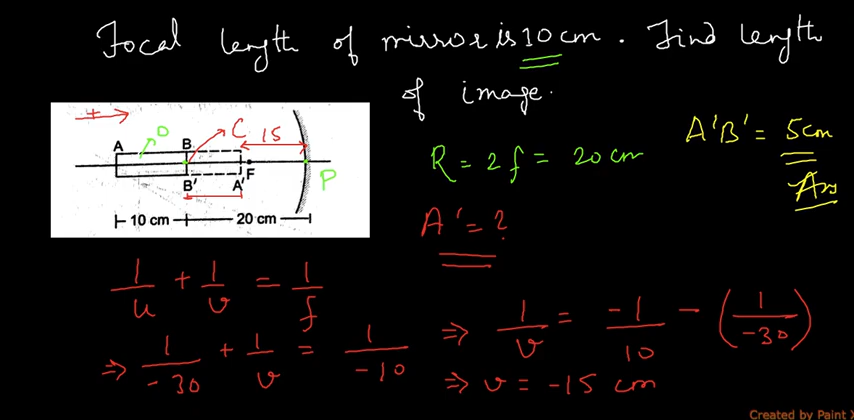 Focal length of mirror is 10 cm. Find length
of image.
+
A
D
B
C
15
B'
A'
F
P
10 cm
20 cm
R = 2f = 20 cm
A'B' = 5cm
Ans
A' = ?
1/u + 1/v = 1/f
⇒ 1/-30 + 1/v = 1/-10
⇒ 1/v = -1/10 - (1/-30)
⇒ v = -15 cm
Created by Paint X